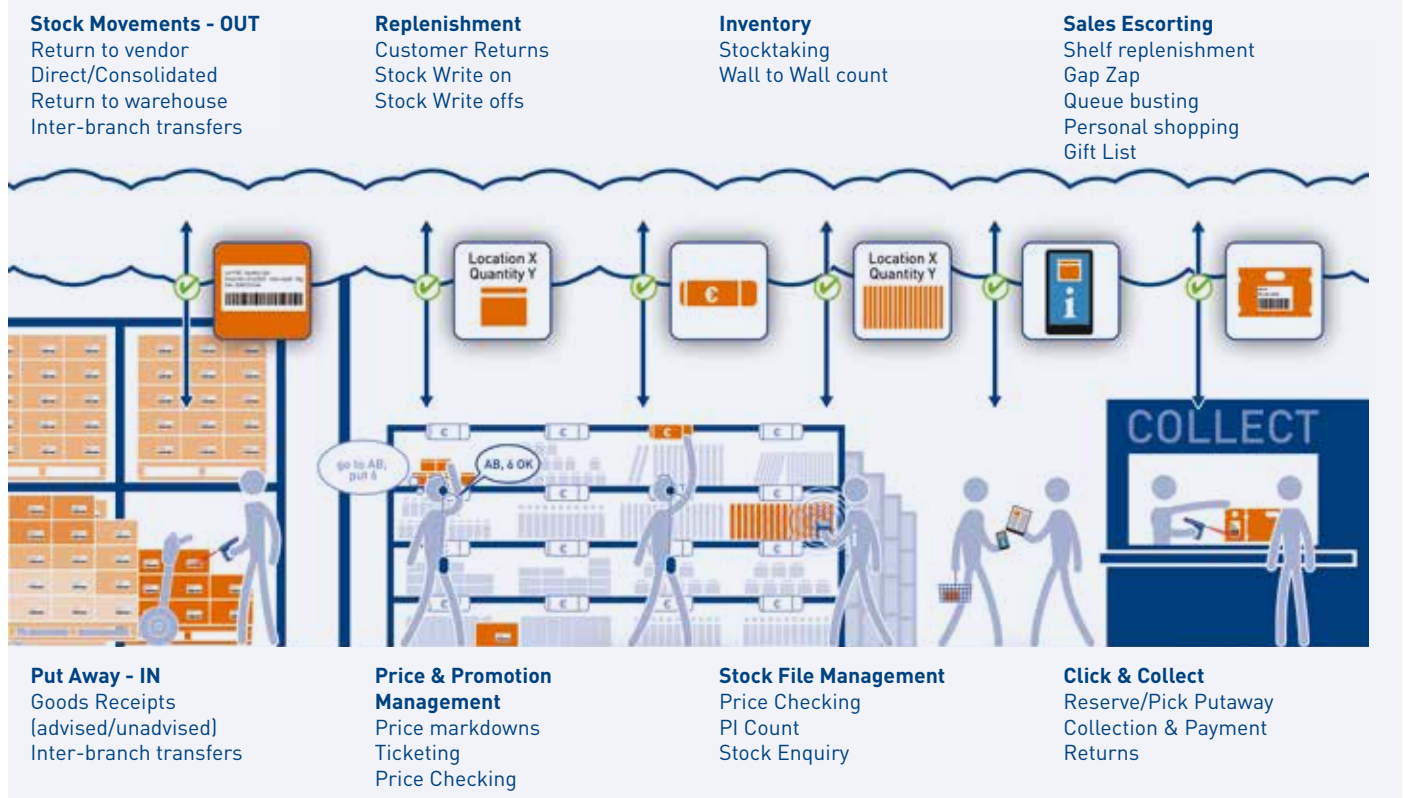 Stock Movements - OUT
Return to vendor
Direct/Consolidated
Return to warehouse
Inter-branch transfers
Replenishment
Customer Returns
Stock Write on
Stock Write offs
Inventory
Stocktaking
Wall to Wall count
Sales Escorting
Shelf replenishment
Gap Zap
Queue busting
Personal shopping
Gift List
Location X
Quantity Y
€
Location X
Quantity Y
i
€
€
€
€
COLLECT
go to AB,
put 6
AB, 6 OK
€
€
€
€
€
€
€
€
€
€
€
€
Put Away - IN
Goods Receipts
(advised/unadvised)
Inter-branch transfers
Price & Promotion
Management
Price markdowns
Ticketing
Price Checking
Stock File Management
Price Checking
PI Count
Stock Enquiry
Click & Collect
Reserve/Pick Putaway
Collection & Payment
Returns